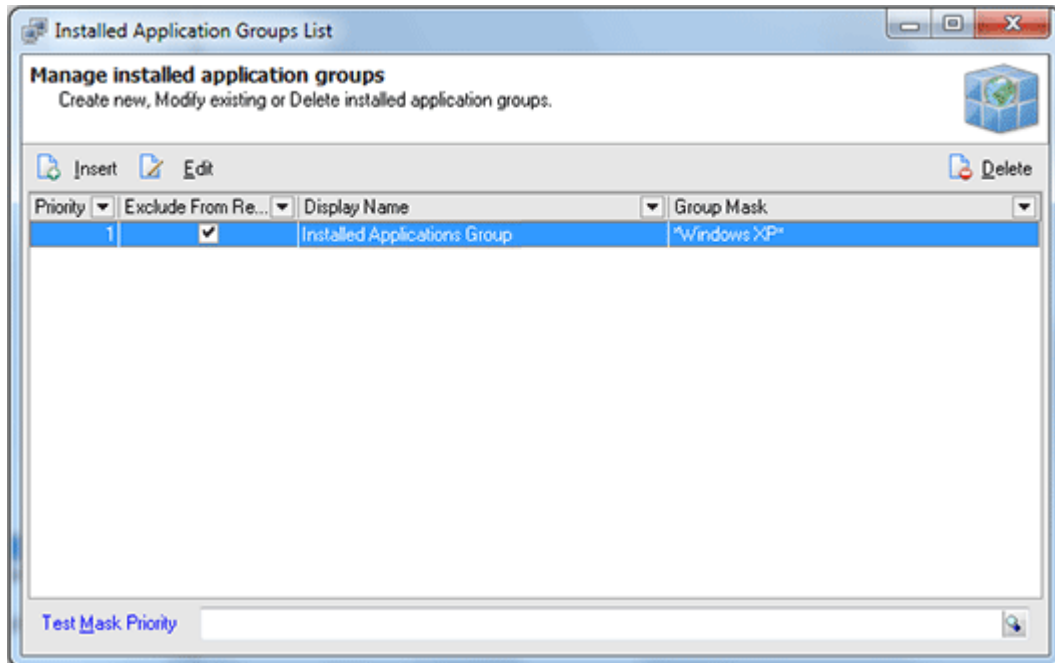 Installed Application Groups List
Manage installed application groups
Create new, Modify existing or Delete installed application groups.
Insert Edit Delete
Priority Exclude From Re... Display Name Group Mask
1 Installed Applications Group *Windows XP*
Test Mask Priority